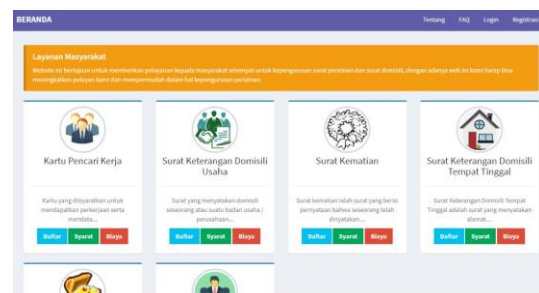 BERANDA
Tentang FAQ Login Registrasi
Layanan Masyarakat
Website ini bertujuan untuk memberikan pelayanan kepada masyarakat setempat untuk kepengurusan surat perizinan dan surat domisili, dengan adanya web ini kami harap bisa
meningkatkan pelayan kami dan mempermudah dalam hal kepengurusan perizinan.
Kartu Pencari Kerja
Kartu yang disyaratkan untuk
mendapatkan perkerjaan serta
mendata...
Daftar Syarat Biaya
Surat Keterangan Domisili
Usaha
Surat yang menyatakan domisili
seseorang atau suatu badan usaha /
perusahaan...
Daftar Syarat Biaya
Surat Kematian
Surat kematian ialah surat yang berisi
pernyataan bahwa seseorang telah
dinyatakan....
Daftar Syarat Biaya
Surat Keterangan Domisili
Tempat Tinggal
Surat Keterangan Domisili Tempat
Tinggal adalah surat yang menyatakan
alamat....
Daftar Syarat Biaya